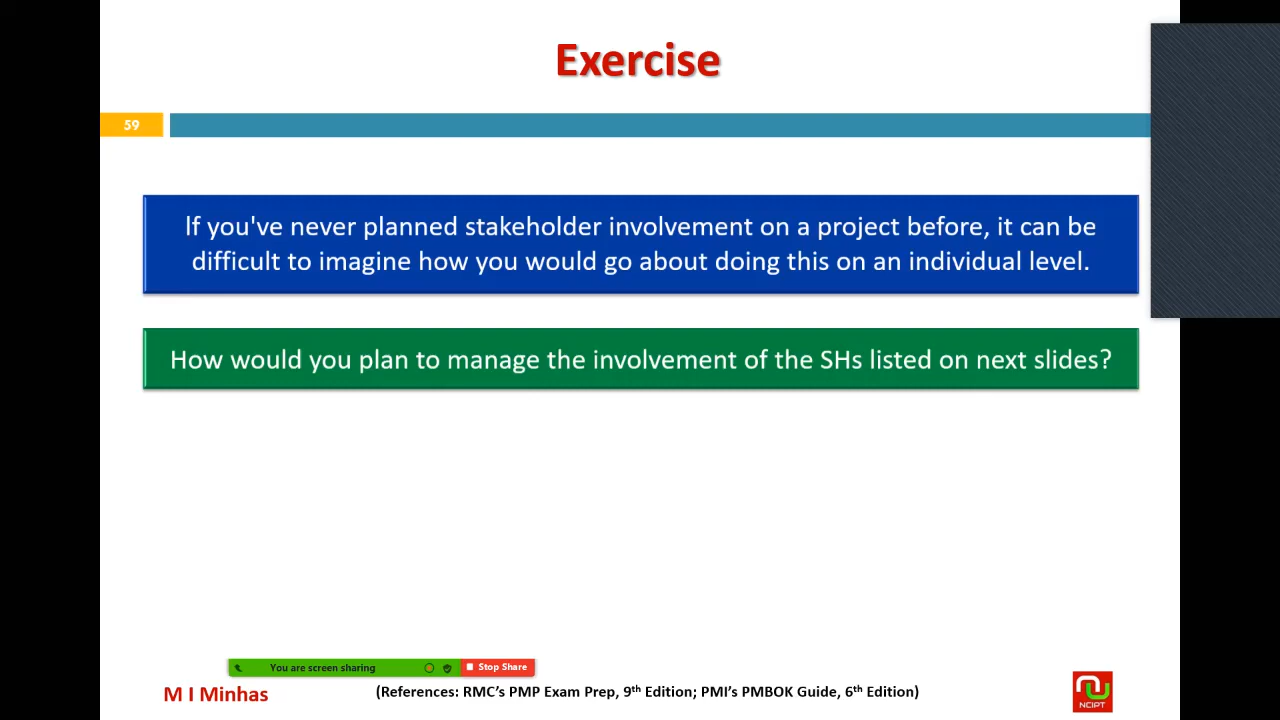 Exercise
59
If you've never planned stakeholder involvement on a project before, it can be
difficult to imagine how you would go about doing this on an individual level.
How would you plan to manage the involvement of the SHs listed on next slides?
You are screen sharing
Stop Share
M I Minhas
(References: RMC’s PMP Exam Prep, 9th Edition; PMI’s PMBOK Guide, 6th Edition)
NCIPT